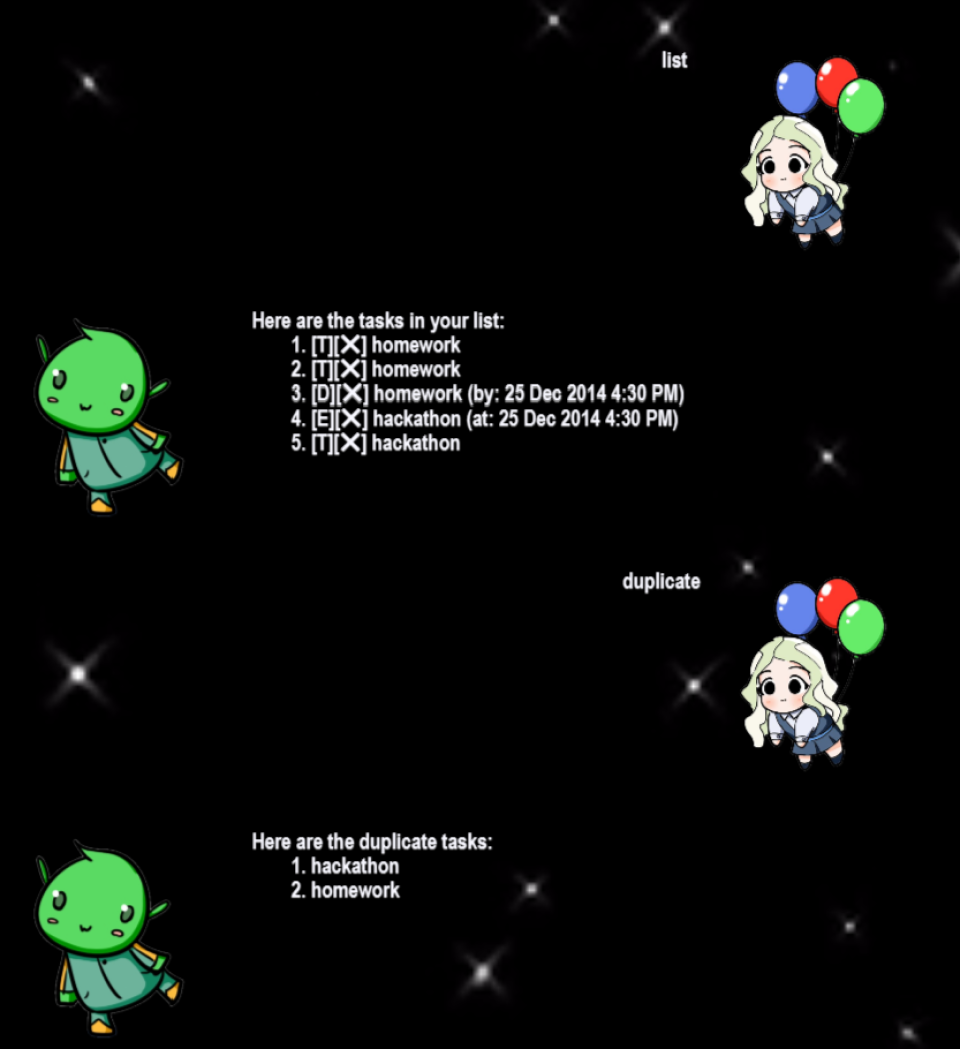 list
Here are the tasks in your list:
1. [T][❌] homework
2. [T][❌] homework
3. [D][❌] homework (by: 25 Dec 2014 4:30 PM)
4. [E][❌] hackathon (at: 25 Dec 2014 4:30 PM)
5. [T][❌] hackathon
duplicate
Here are the duplicate tasks:
1. hackathon
2. homework